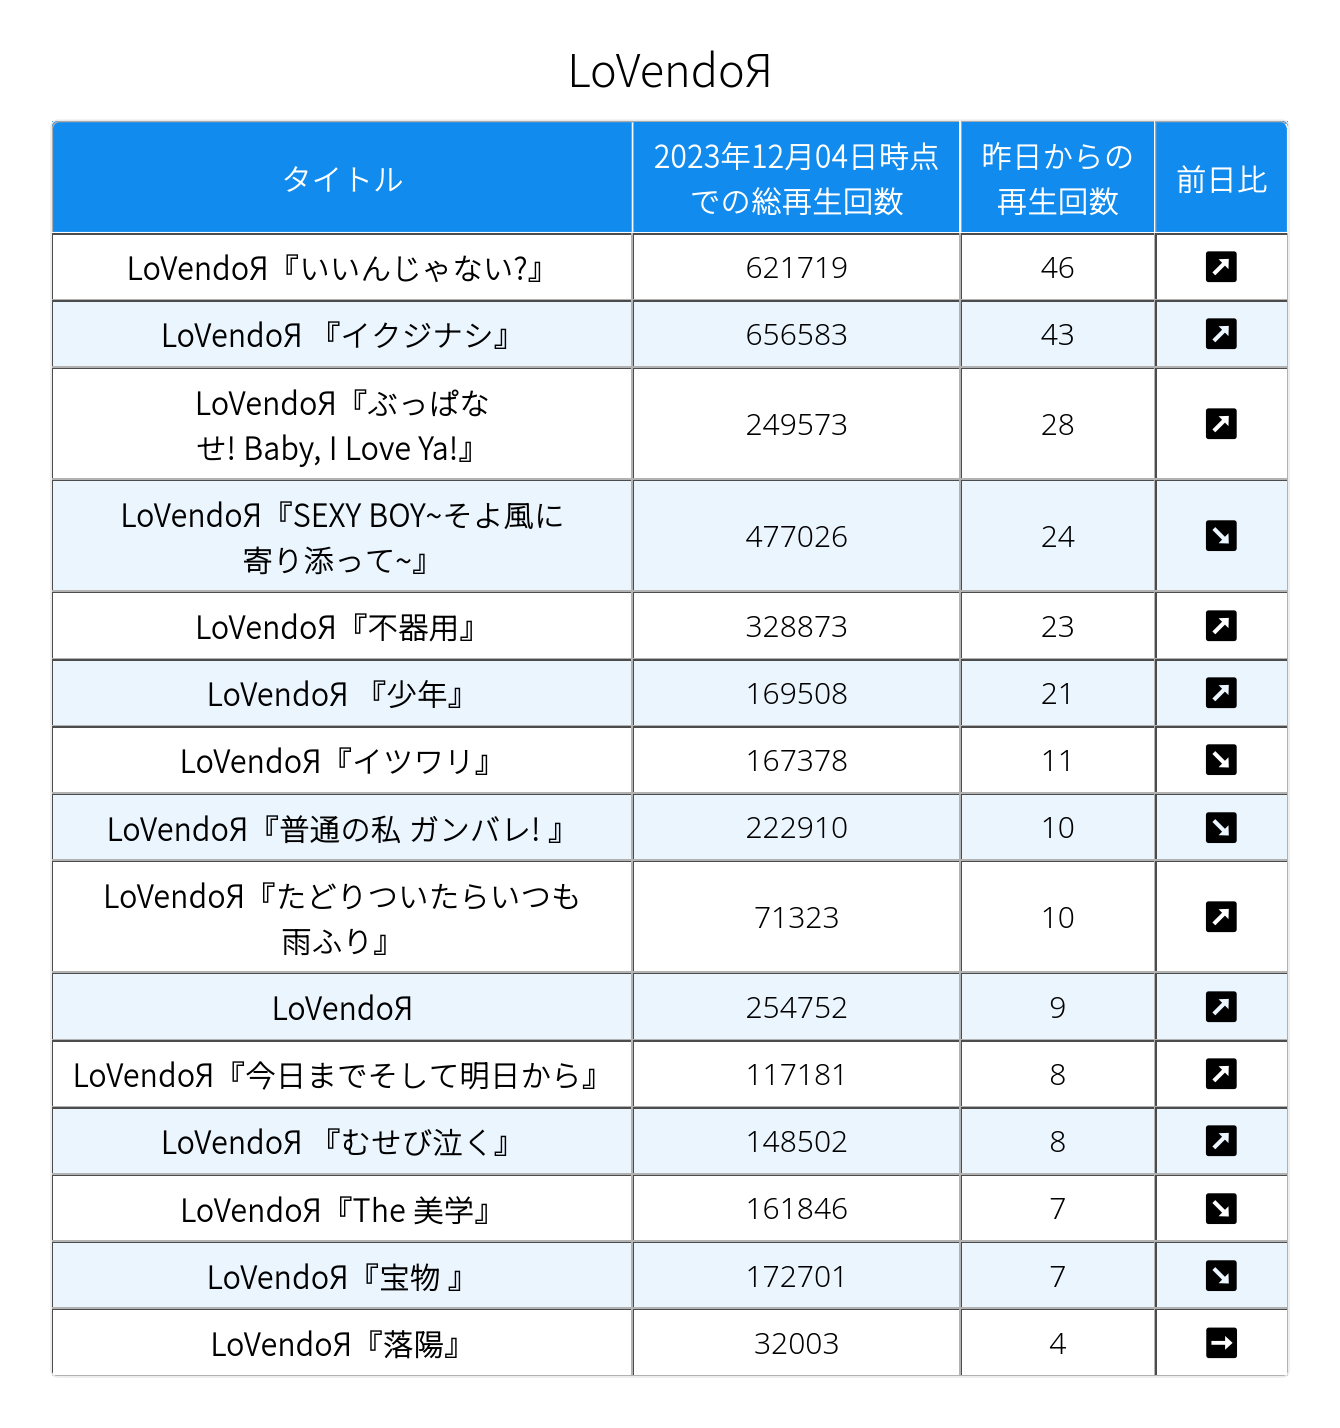 LoVendoЯ
タイトル
2023年12月04日時点
での総再生回数
昨日からの
再生回数
前日比
LoVendoЯ『いいんじゃない?』 621719 46 ↗
LoVendoЯ 『イクジナシ』 656583 43 ↗
LoVendoЯ『ぶっぱな
せ! Baby, I Love Ya!』 249573 28 ↗
LoVendoЯ『SEXY BOY~そよ風に
寄り添って~』 477026 24 ↘
LoVendoЯ『不器用』 328873 23 ↗
LoVendoЯ 『少年』 169508 21 ↗
LoVendoЯ『イツワリ』 167378 11 ↘
LoVendoЯ『普通の私 ガンバレ! 』 222910 10 ↘
LoVendoЯ『たどりついたらいつも
雨ふり』 71323 10 ↗
LoVendoЯ 254752 9 ↗
LoVendoЯ『今日までそして明日から』 117181 8 ↗
LoVendoЯ 『むせび泣く』 148502 8 ↗
LoVendoЯ『The 美学』 161846 7 ↘
LoVendoЯ『宝物 』 172701 7 ↘
LoVendoЯ『落陽』 32003 4 →